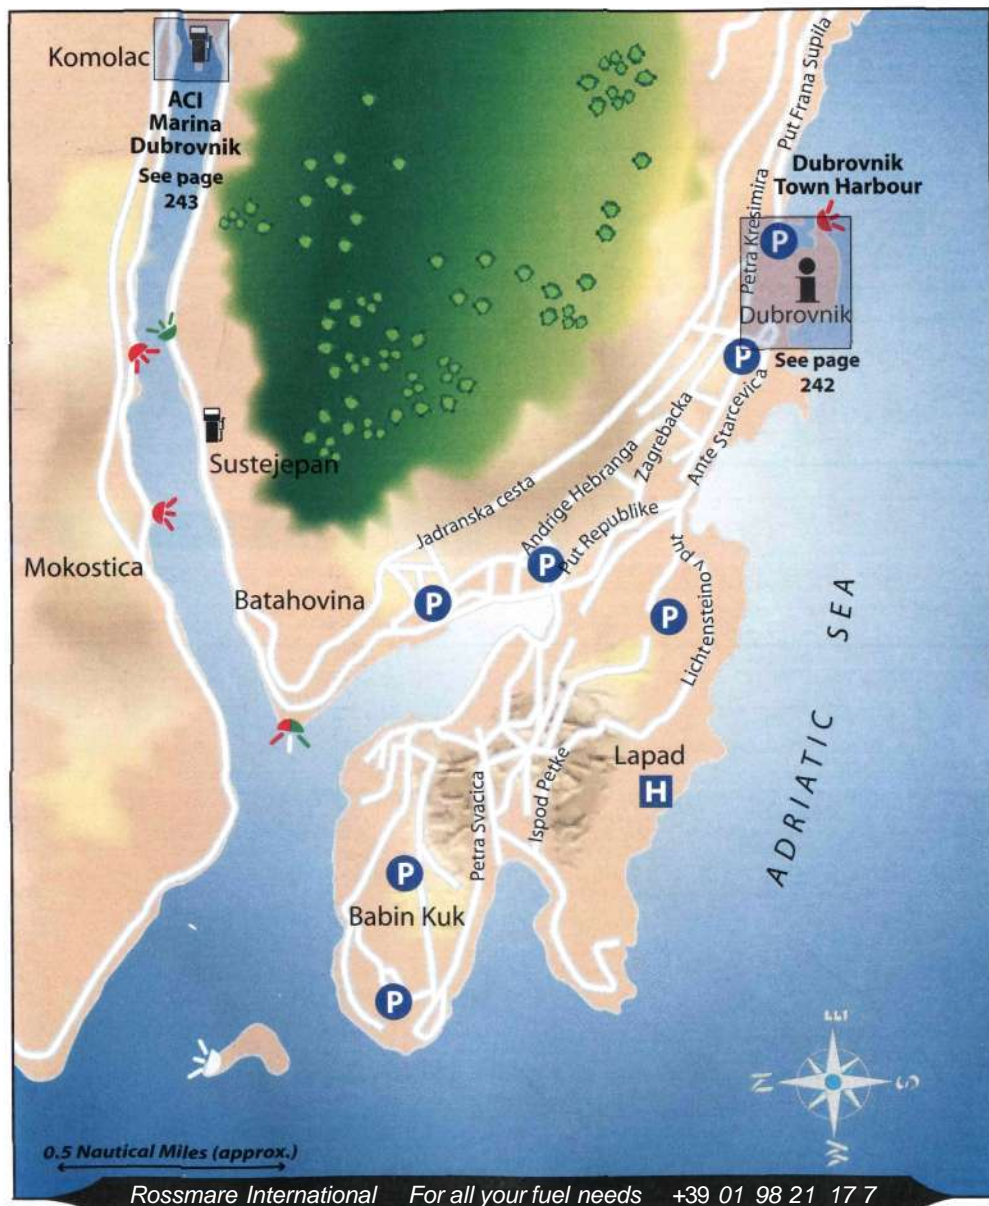 Komolac
ACI
Marina
Dubrovnik
See page
243
Put Frana Supila
Petra Kresimira
Dubrovnik
Town Harbour
P
Dubrovnik
P
See page
242
Sustejepan
Ante Starcevica
Zagrebacka
Andrige Hebranga
Jadranska cesta
Put Republike
Mokostica
Batahovina
P
P
P
Lichtensteinov put
ADRIATIC SEA
Lapad
H
Petra Svacica
Ispod Petke
P
Babin Kuk
P
E
N
S
W
0.5 Nautical Miles (approx.)
Rossmare International For all your fuel needs +39 01 98 21 17 7